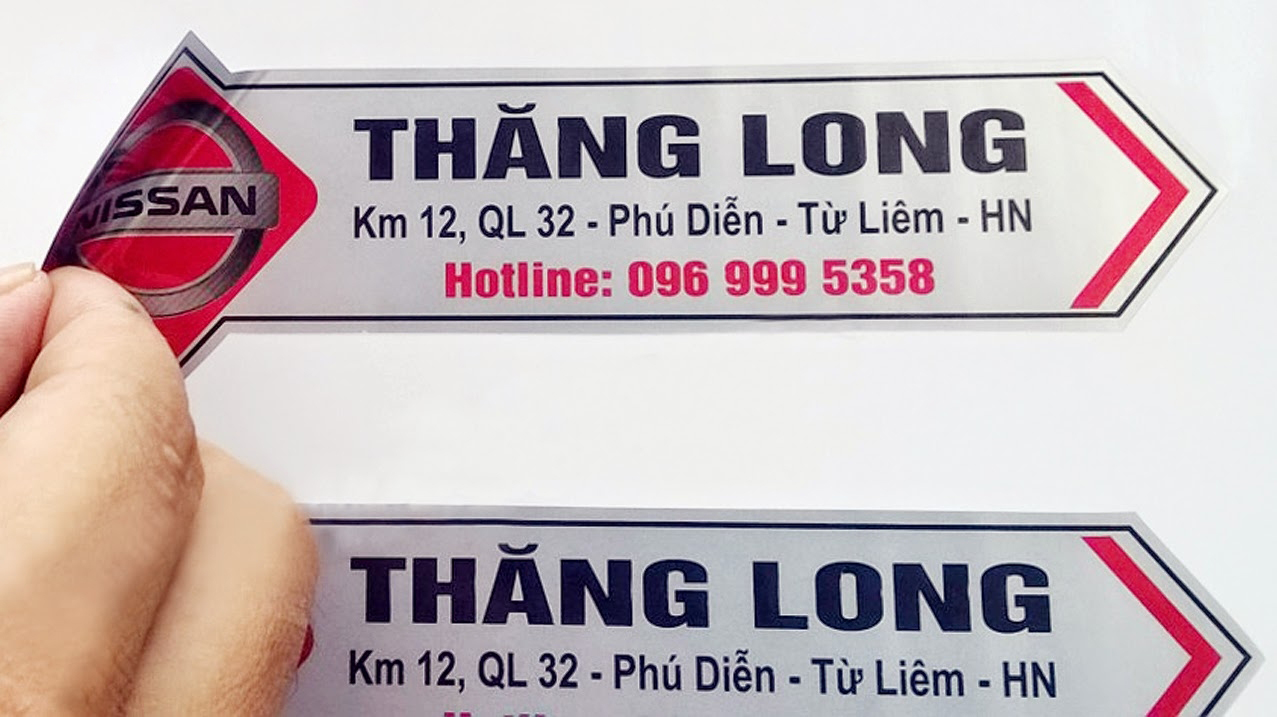 NISSAN
THĂNG LONG
Km 12, QL 32 - Phú Diễn - Từ Liêm - HN
Hotline: 096 999 5358
THĂNG LONG
Km 12, QL 32 - Phú Diễn - Từ Liêm - HN